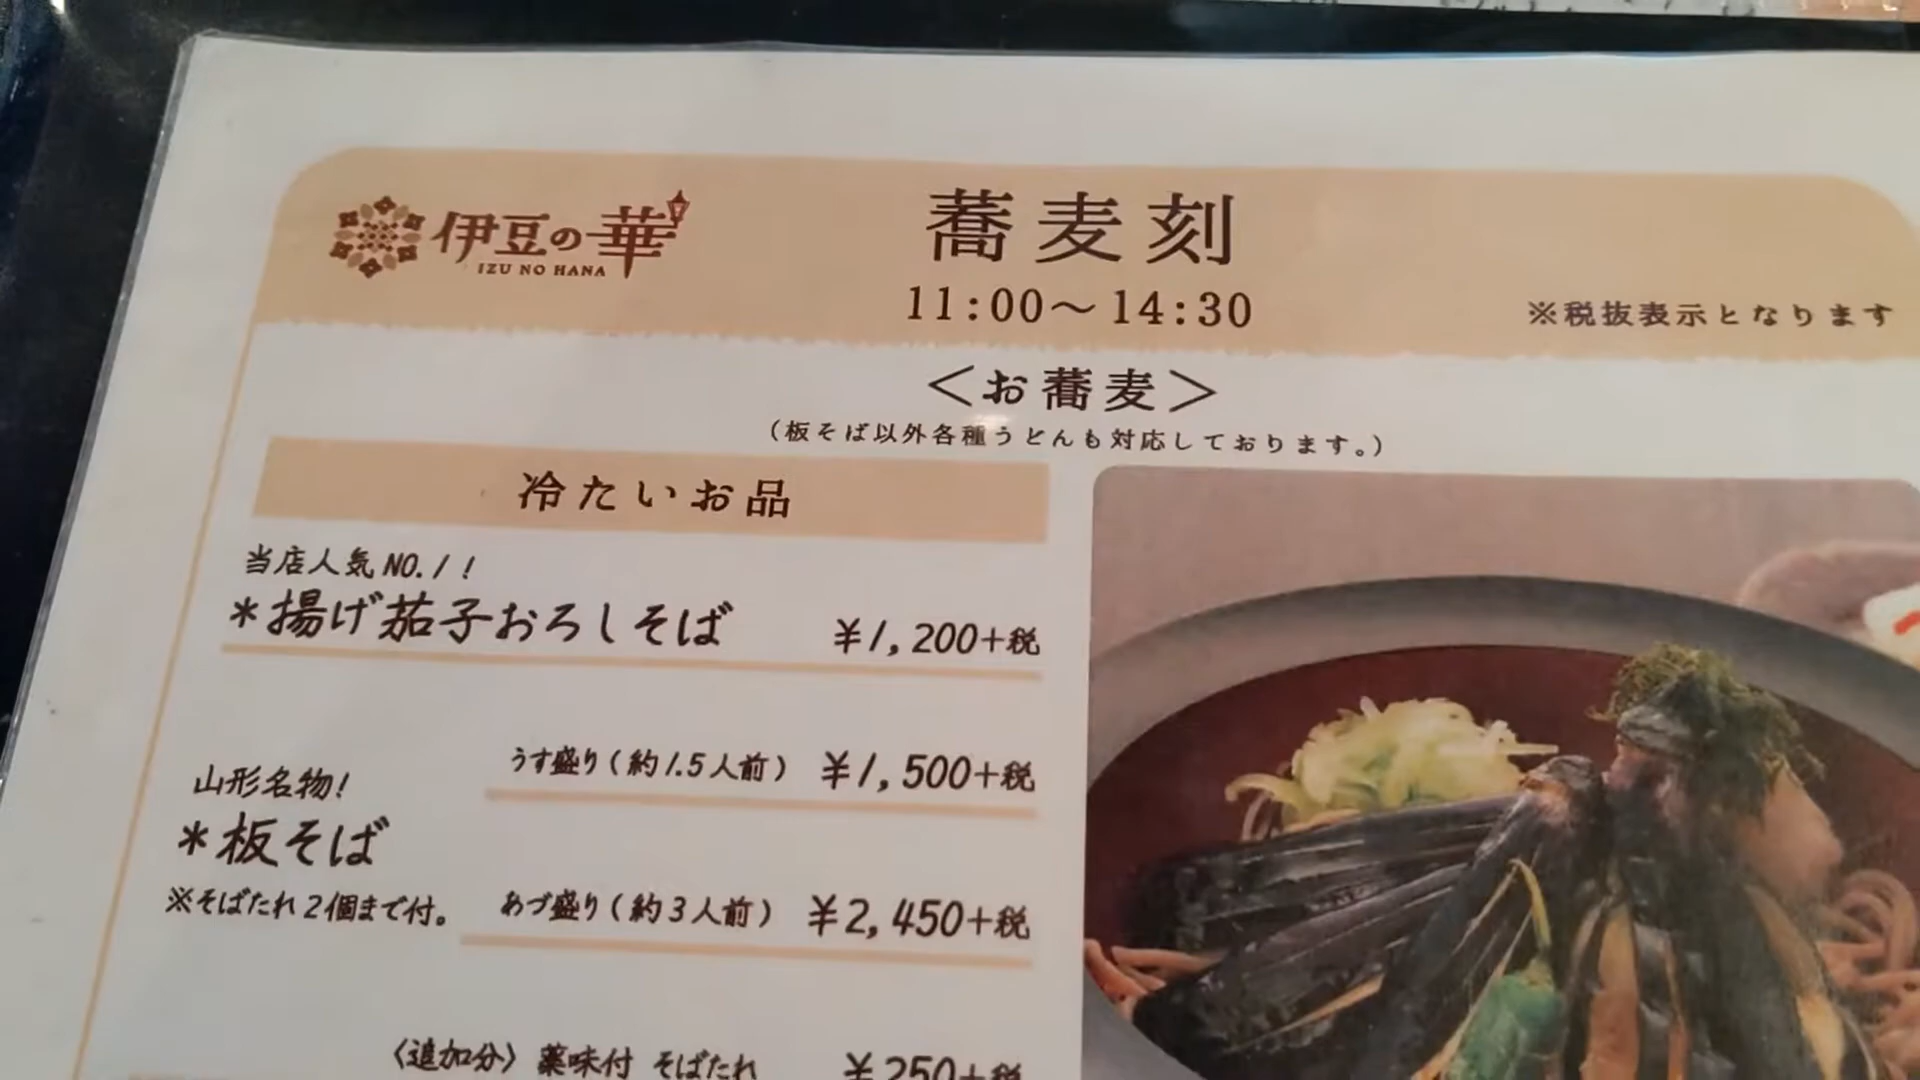 伊豆の華
IZU NO HANA
蕎麦刻
11:00～14:30
※税抜表示となります
＜お蕎麦＞
(板そば以外各種うどんも対応しております。)
冷たいお品
当店人気NO.1！
＊揚げ茄子おろしそば ¥1,200+税
山形名物!
＊板そば
※そばたれ2個まで付。
うす盛り(約1.5人前) ¥1,500+税
あづ盛り(約3人前) ¥2,450+税
〈追加分〉薬味付 そばたれ ¥250+税